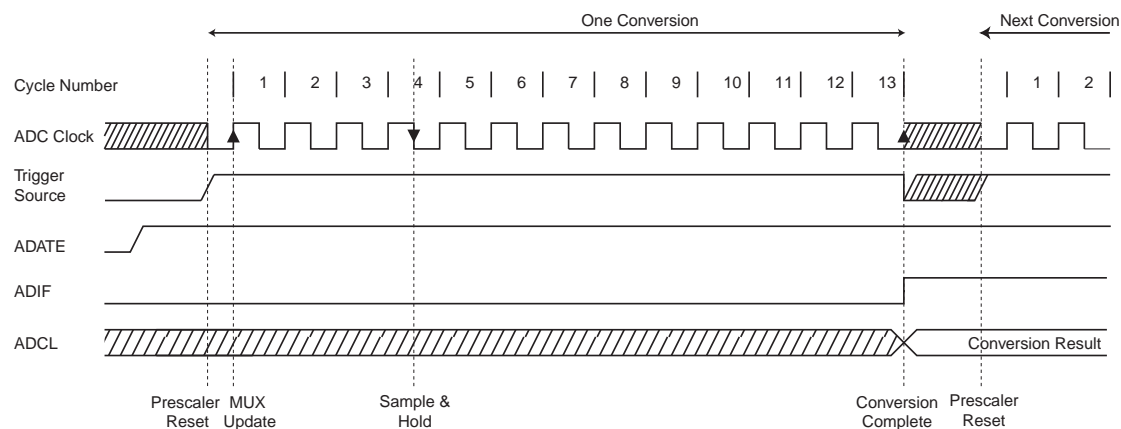 One Conversion Next Conversion
Cycle Number 1 2 3 4 5 6 7 8 9 10 11 12 13 1 2
ADC Clock
Trigger
Source
ADATE
ADIF
ADCL Conversion Result
Prescaler MUX Sample & Conversion Prescaler
Reset Update Hold Complete Reset